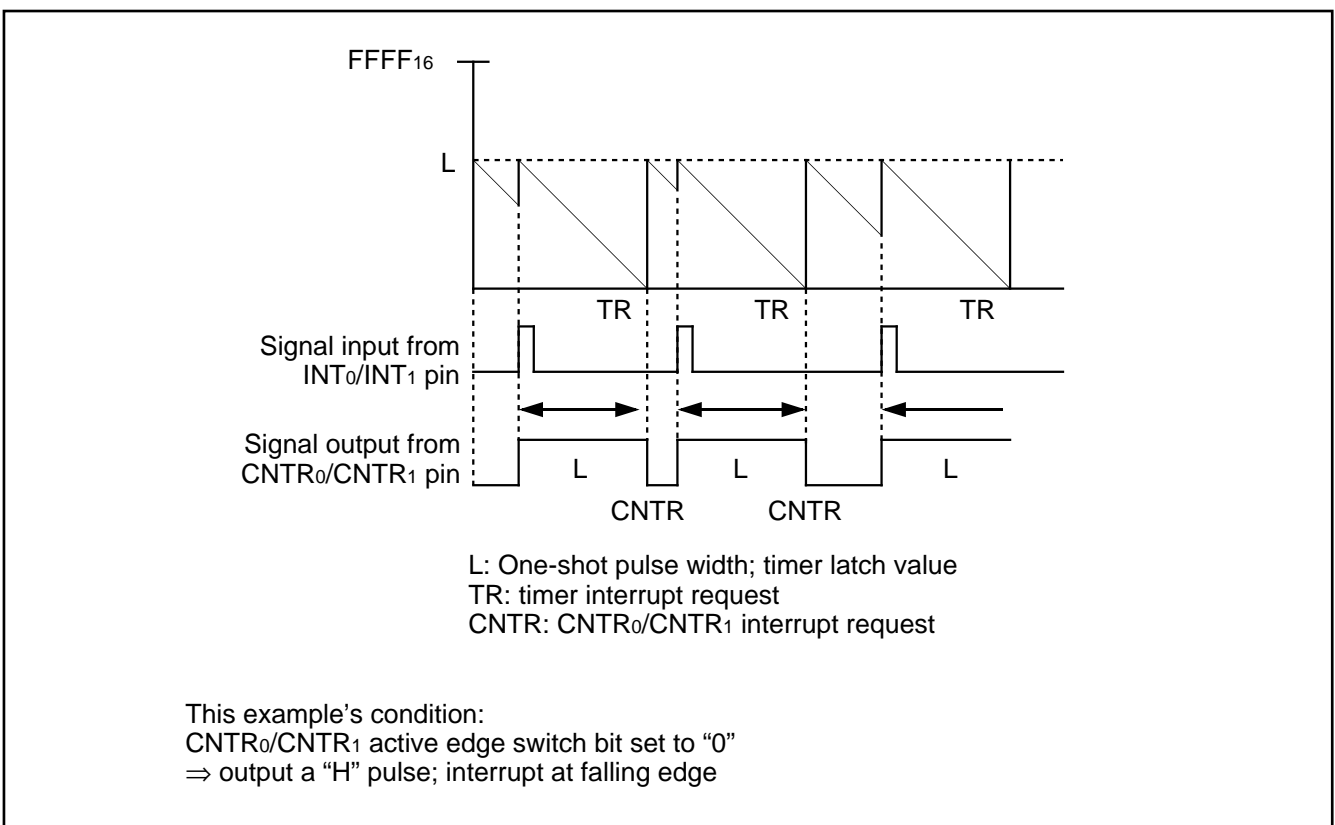 FFFF16
L
TR TR TR
Signal input from
INT0/INT1 pin
Signal output from
CNTR0/CNTR1 pin
L L L
CNTR CNTR
L: One-shot pulse width; timer latch value
TR: timer interrupt request
CNTR: CNTR0/CNTR1 interrupt request
This example’s condition:
CNTR0/CNTR1 active edge switch bit set to “0”
⇒ output a “H” pulse; interrupt at falling edge